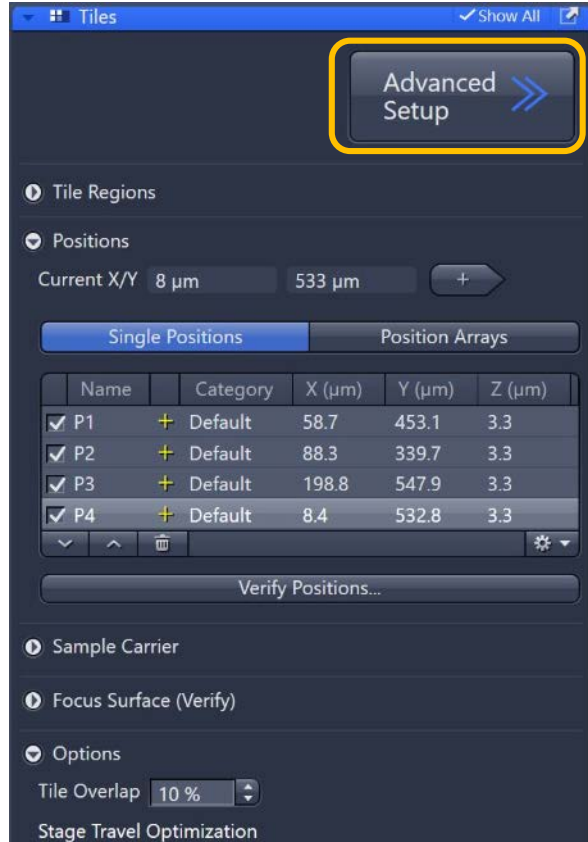 Tiles Show All
Advanced
Setup
Tile Regions
Positions
Current X/Y 8 µm 533 µm +
Single Positions Position Arrays
Name Category X (µm) Y (µm) Z (µm)
P1 + Default 58.7 453.1 3.3
P2 + Default 88.3 339.7 3.3
P3 + Default 198.8 547.9 3.3
P4 + Default 8.4 532.8 3.3
Verify Positions...
Sample Carrier
Focus Surface (Verify)
Options
Tile Overlap 10 %
Stage Travel Optimization